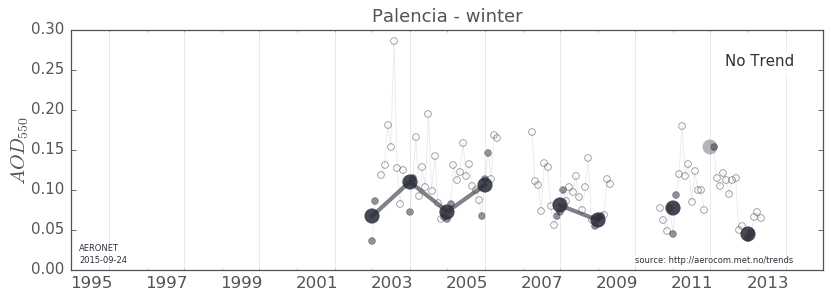 Palencia - winter
0.30
0.25
0.20
0.15
0.10
0.05
0.00
AOD550
No Trend
AERONET
2015-09-24
source: http://aerocom.met.no/trends
1995 1997 1999 2001 2003 2005 2007 2009 2011 2013